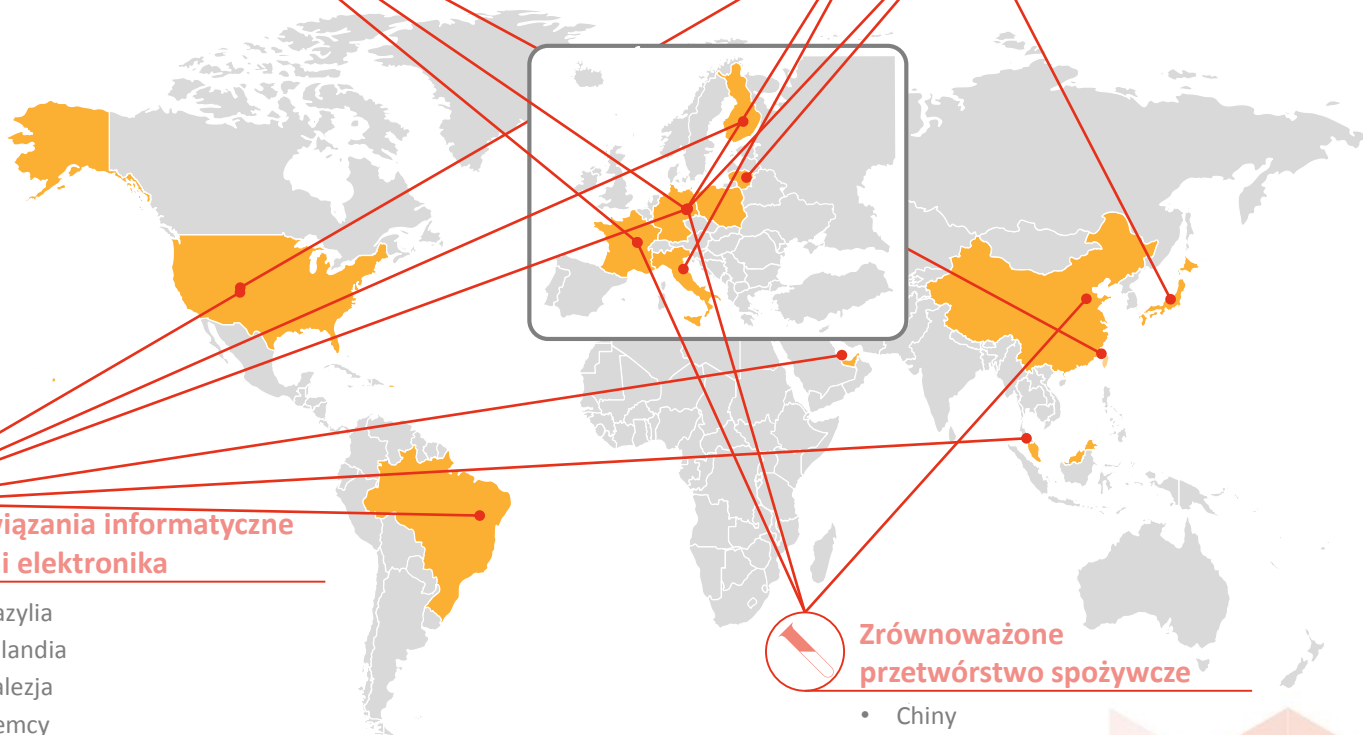 wiązania informatyczne
i elektronika
azylia
landia
alezja
emcy
Zrównoważone
przetwórstwo spożywcze
• Chiny